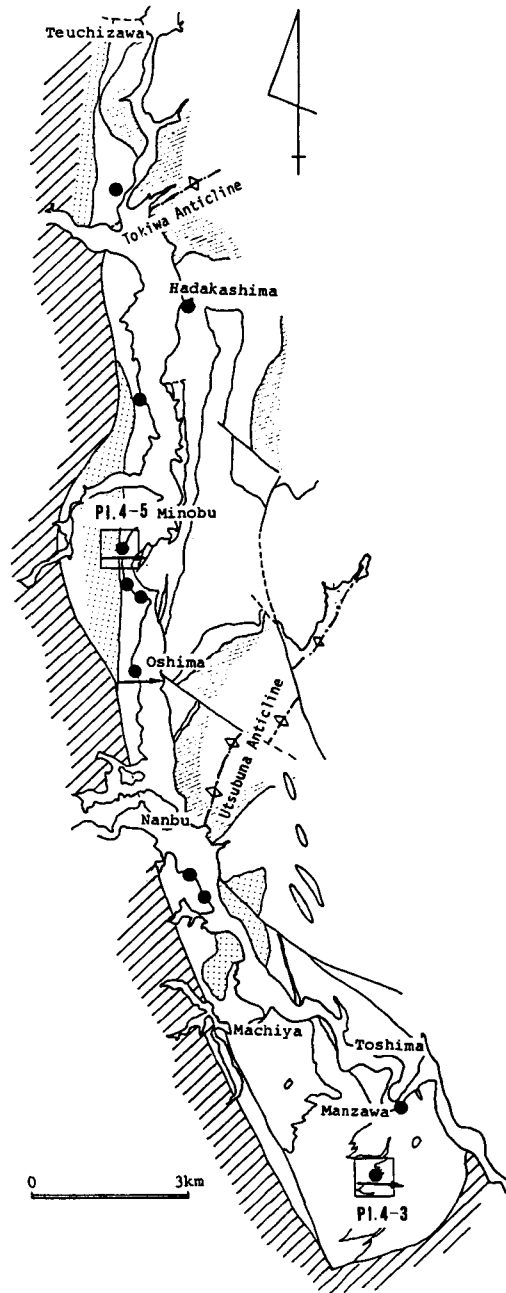 Teuchizawa
Tokiwa Anticline
Hadakashima
Pl.4-5 Minobu
Oshima
Utsubuna Anticline
Nanbu
Machiya
Toshima
Manzawa
0 3km
Pl.4-3